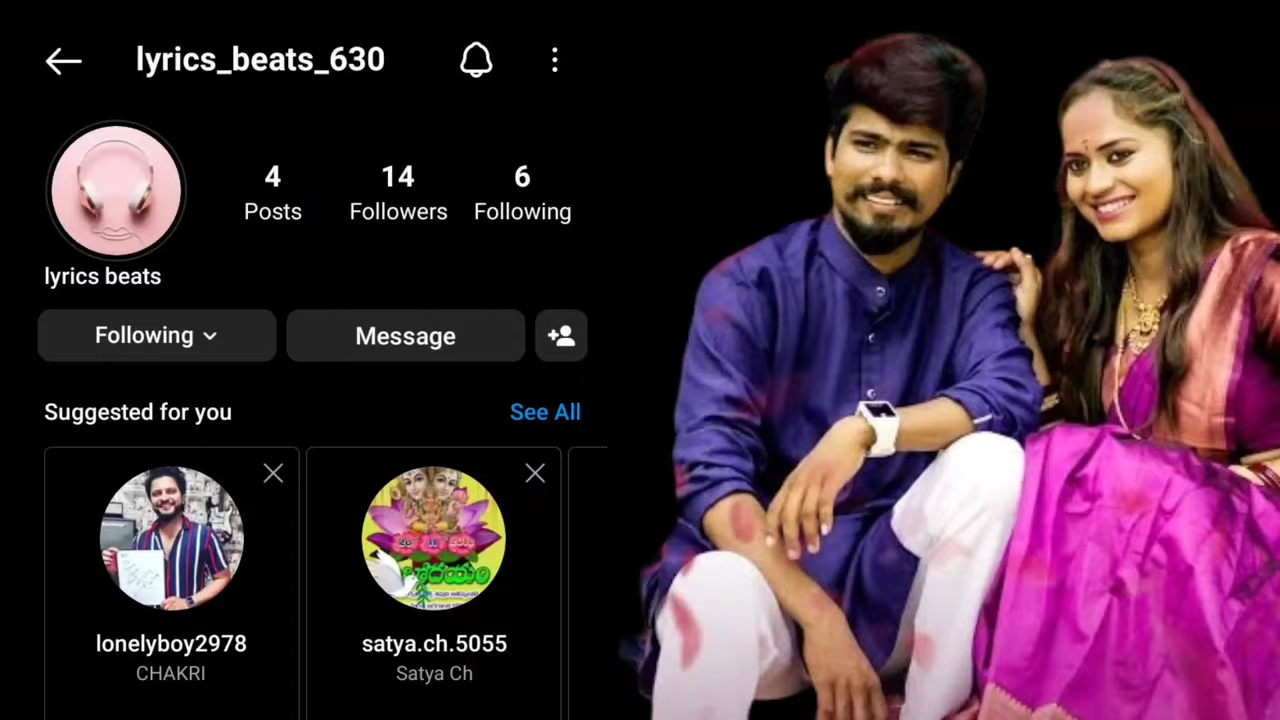 lyrics_beats_630
4 14 6
Posts Followers Following
lyrics beats
Following Message
Suggested for you See All
lonelyboy2978 satya.ch.5055
CHAKRI Satya Ch